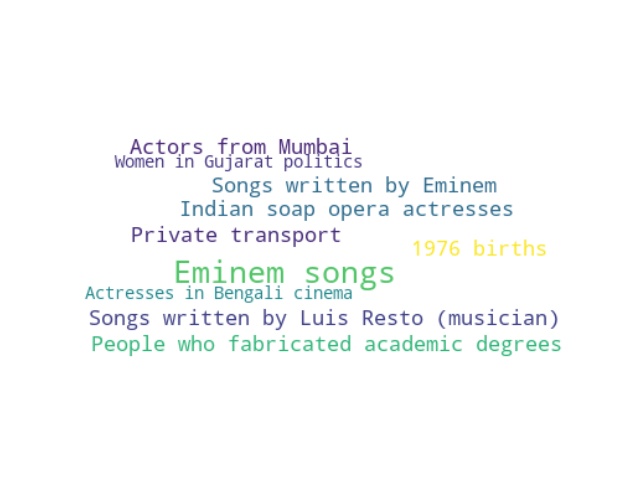 Actors from Mumbai
Women in Gujarat politics
Songs written by Eminem
Indian soap opera actresses
Private transport
1976 births
Eminem songs
Actresses in Bengali cinema
Songs written by Luis Resto (musician)
People who fabricated academic degrees